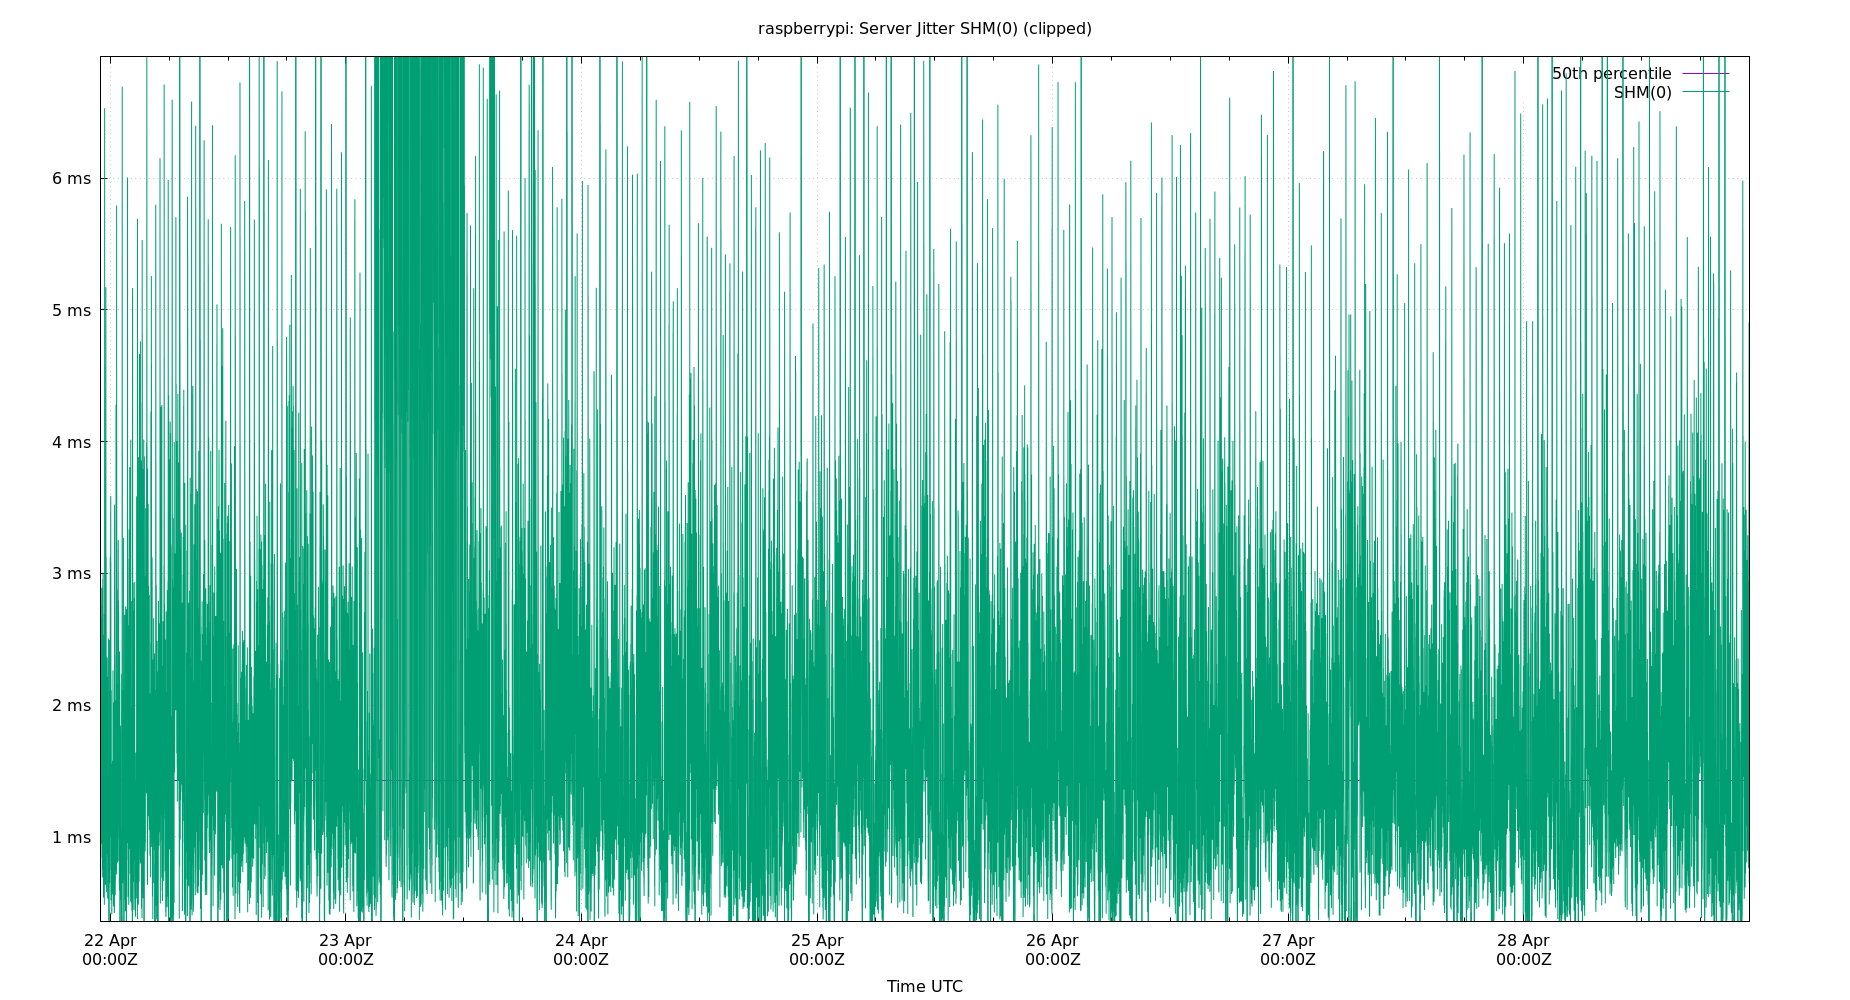 raspberrypi: Server Jitter SHM(0) (clipped)
50th percentile
SHM(0)
6 ms
5 ms
4 ms
3 ms
2 ms
1 ms
22 Apr 23 Apr 24 Apr 25 Apr 26 Apr 27 Apr 28 Apr
00:00Z 00:00Z 00:00Z 00:00Z 00:00Z 00:00Z 00:00Z
Time UTC